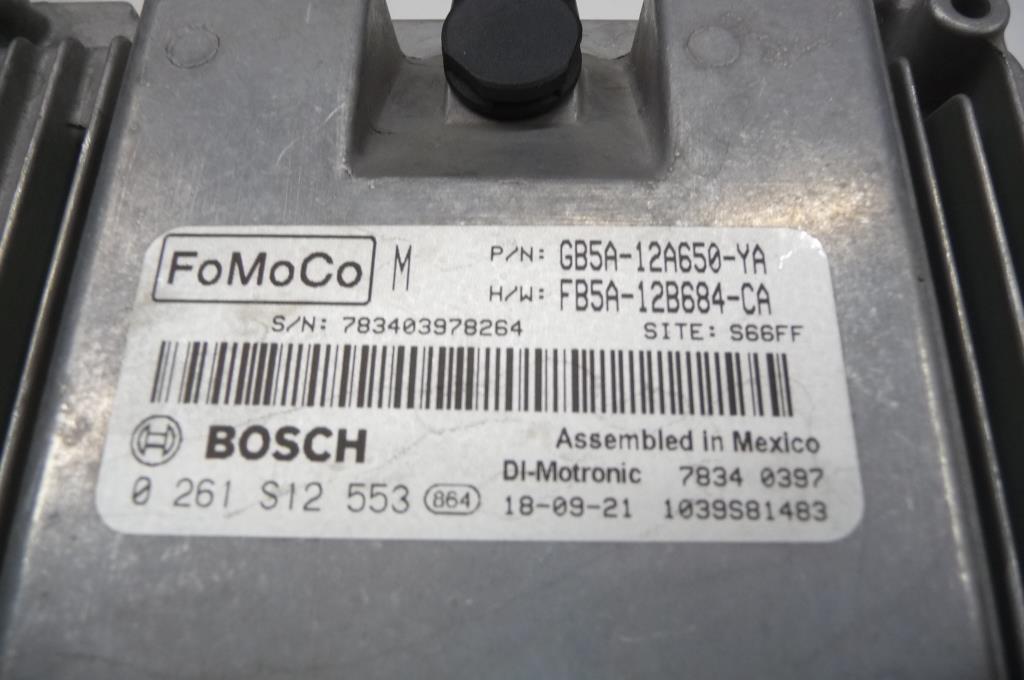 FoMoCo M P/N: GB5A-12A650-YA
H/W: FB5A-12B684-CA
S/N: 783403978264 SITE: S66FF
BOSCH Assembled in Mexico
DI-Motronic 7834 0397
0 261 S12 553 864 18-09-21 1039S81483